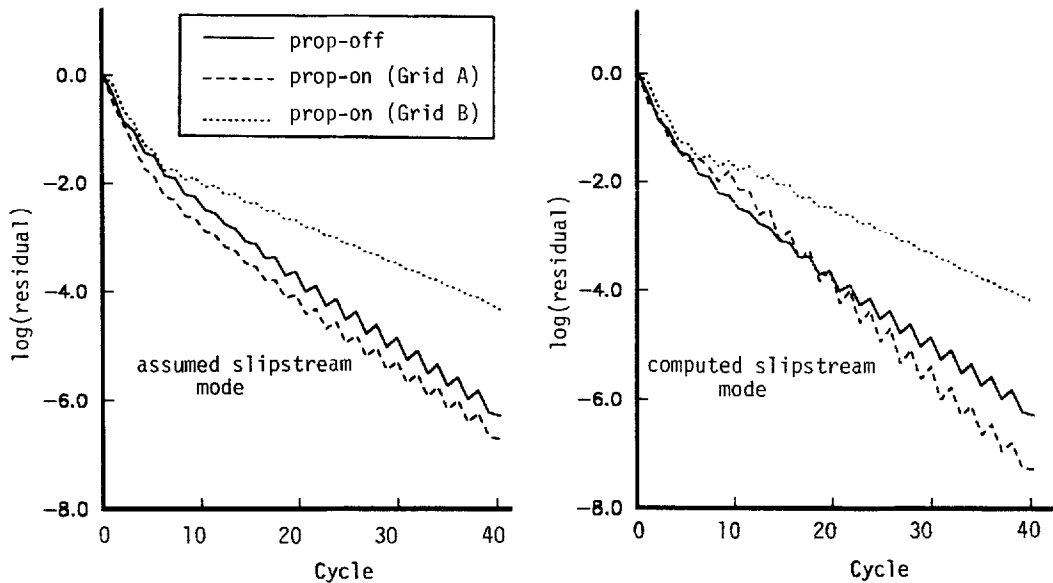 prop-off
prop-on (Grid A)
prop-on (Grid B)
0.0
-2.0
-4.0
-6.0
-8.0
log(residual)
assumed slipstream
mode
0
10
20
30
40
Cycle
0.0
-2.0
-4.0
-6.0
-8.0
log(residual)
computed slipstream
mode
0
10
20
30
40
Cycle